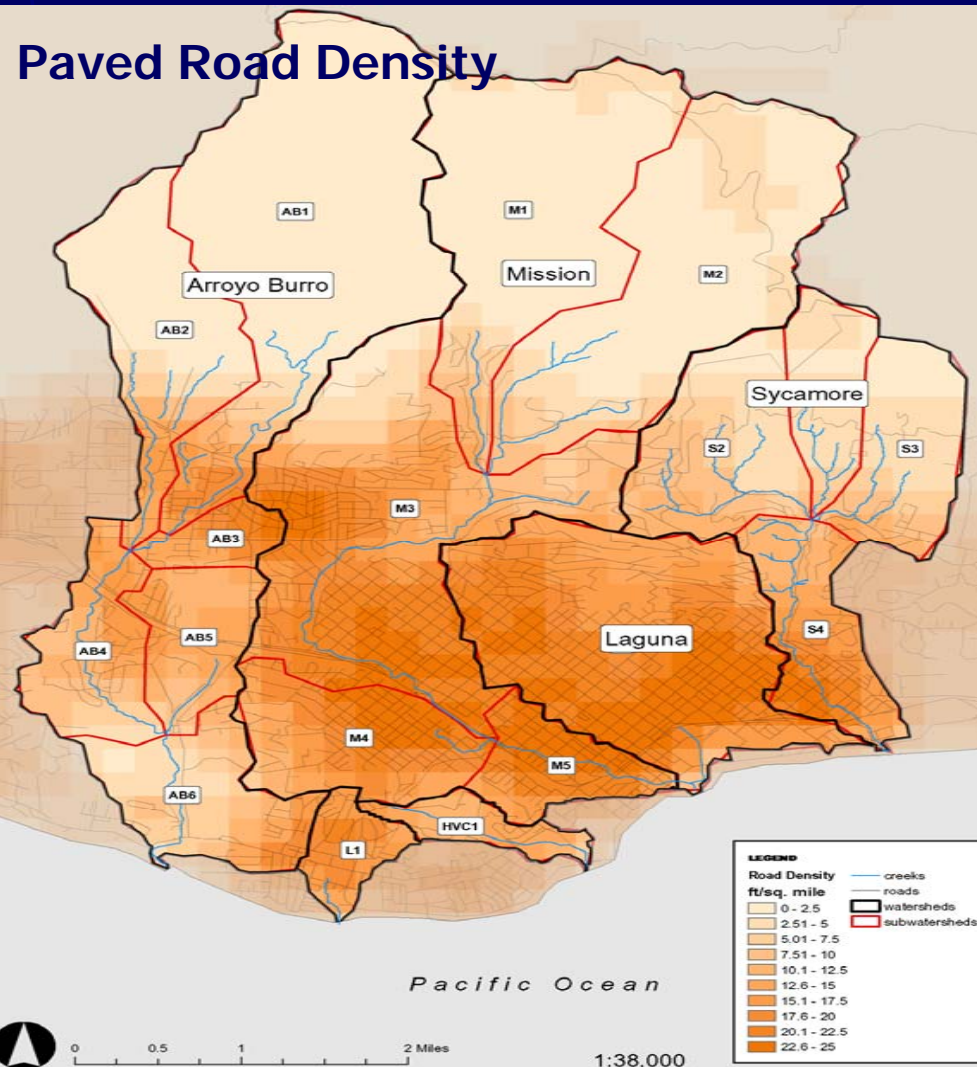 Paved Road Density
AB1
M1
Arroyo Burro
Mission
M2
AB2
Sycamore
S2
S3
M3
AB3
Laguna
S4
AB5
AB4
M4
M5
AB6
HVC1
L1
LEGEND
Road Density
ft/sq. mile
0 - 2.5
2.51 - 5
5.01 - 7.5
7.51 - 10
10.1 - 12.5
12.6 - 15
15.1 - 17.5
17.6 - 20
20.1 - 22.5
22.6 - 25
creeks
roads
watersheds
subwatersheds
Pacific Ocean
0 0.5 1 2 Miles
1:38,000